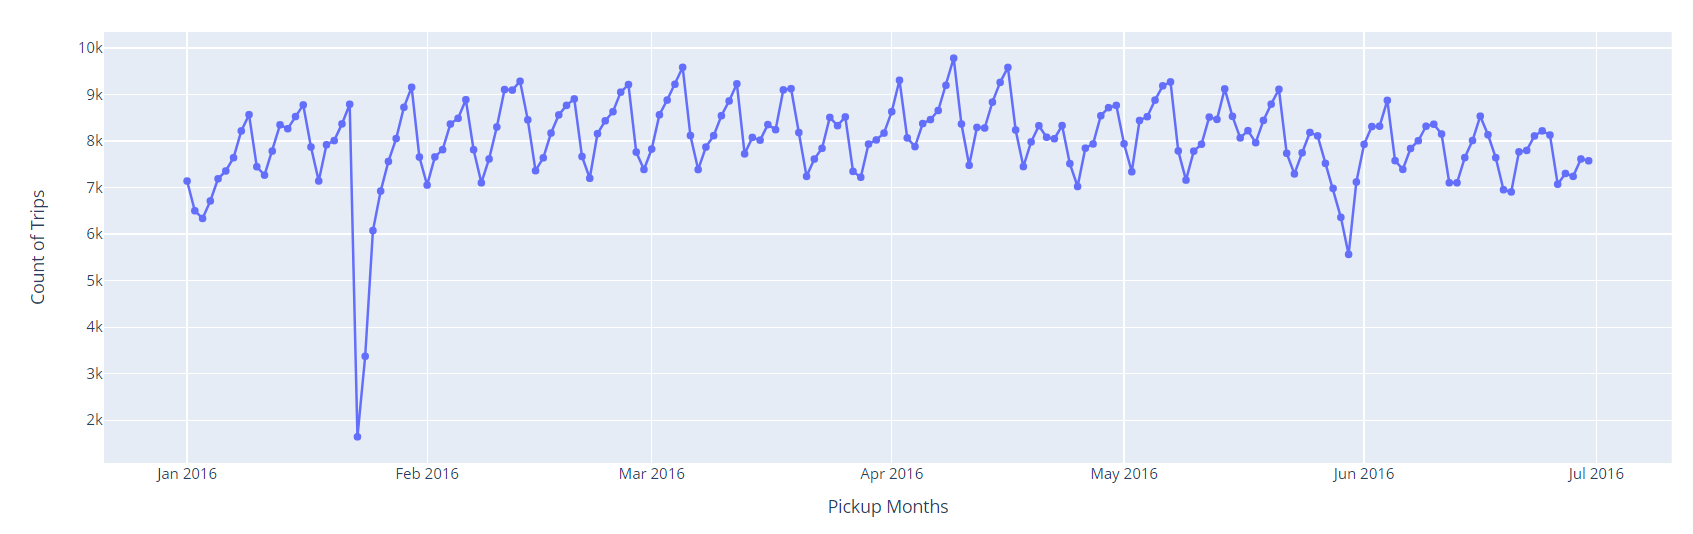 10k
9k
8k
7k
6k
5k
4k
3k
2k
Count of Trips
Jan 2016 Feb 2016 Mar 2016 Apr 2016 May 2016 Jun 2016 Jul 2016
Pickup Months